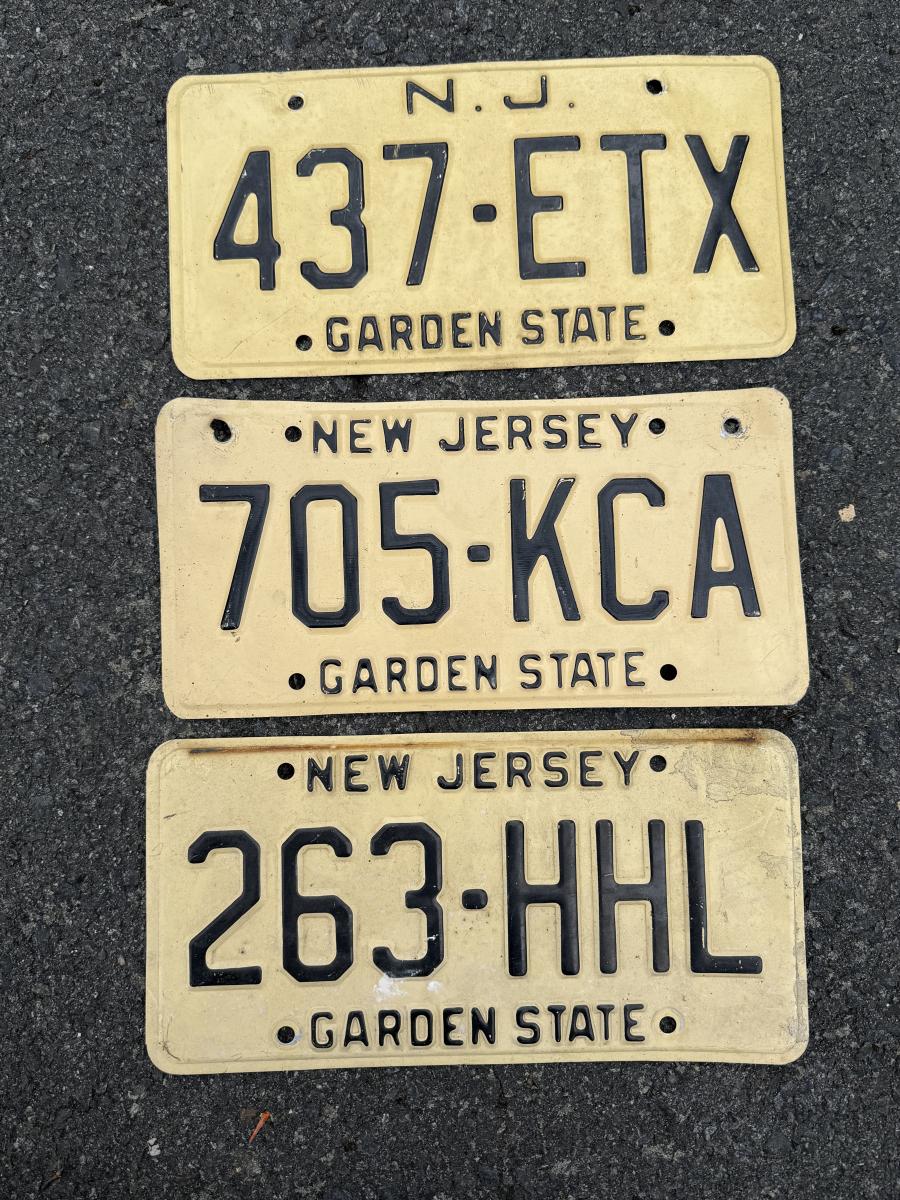 N.J.
437-ETX
GARDEN STATE
NEW JERSEY
705-KCA
GARDEN STATE
NEW JERSEY
263-HHL
GARDEN STATE